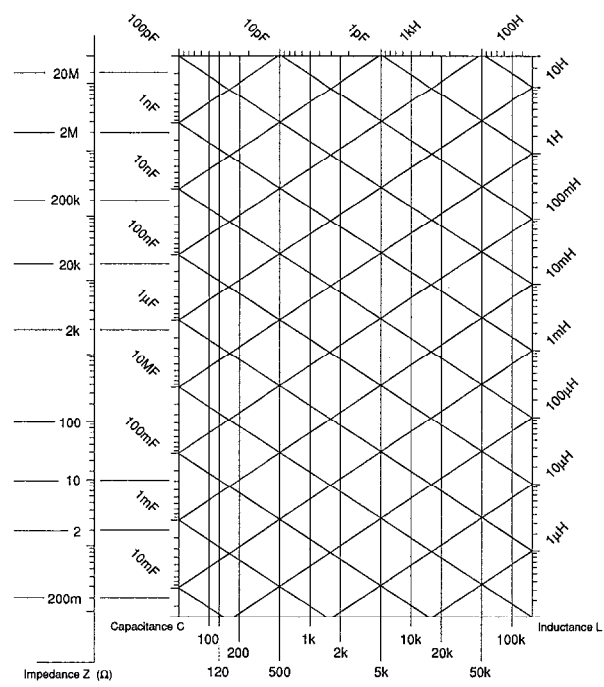 100pF 10pF 1pF 1kH 100H
20M
1nF
2M
10nF
200k
100nF
20k
1µF
2k
10MF
100
100mF
10
1mF
2
10mF
200m
10H
1H
100mH
10mH
1mH
100µH
10µH
1µH
Capacitance C
Inductance L
100 1k 10k 100k
200 2k 20k
120 500 5k 50k
Impedance Z (Ω)